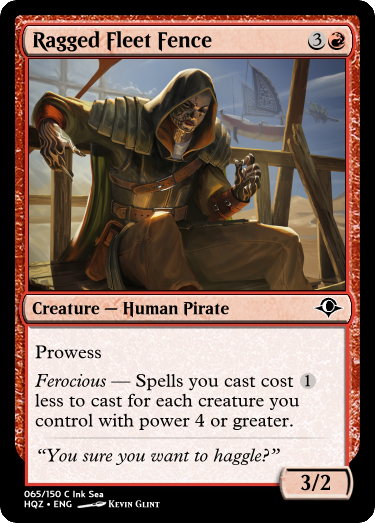 Ragged Fleet Fence 3
Creature — Human Pirate
Prowess
Ferocious — Spells you cast cost 1
less to cast for each creature you
control with power 4 or greater.
“You sure you want to haggle?”
3/2
065/150 C Ink Sea
HQZ • ENG Kevin Glint